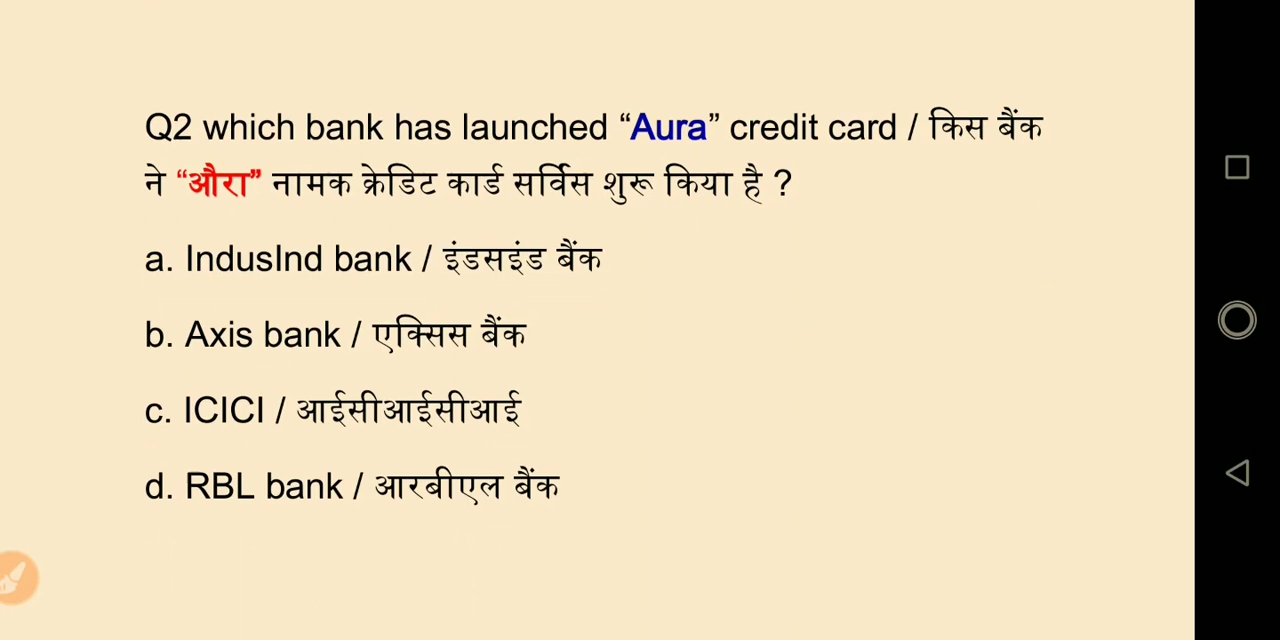 Q2 which bank has launched “Aura” credit card / किस बैंक
ने “औरा” नामक क्रेडिट कार्ड सर्विस शुरू किया है ?
a. IndusInd bank / इंडसइंड बैंक
b. Axis bank / एक्सिस बैंक
c. ICICI / आईसीआईसीआई
d. RBL bank / आरबीएल बैंक